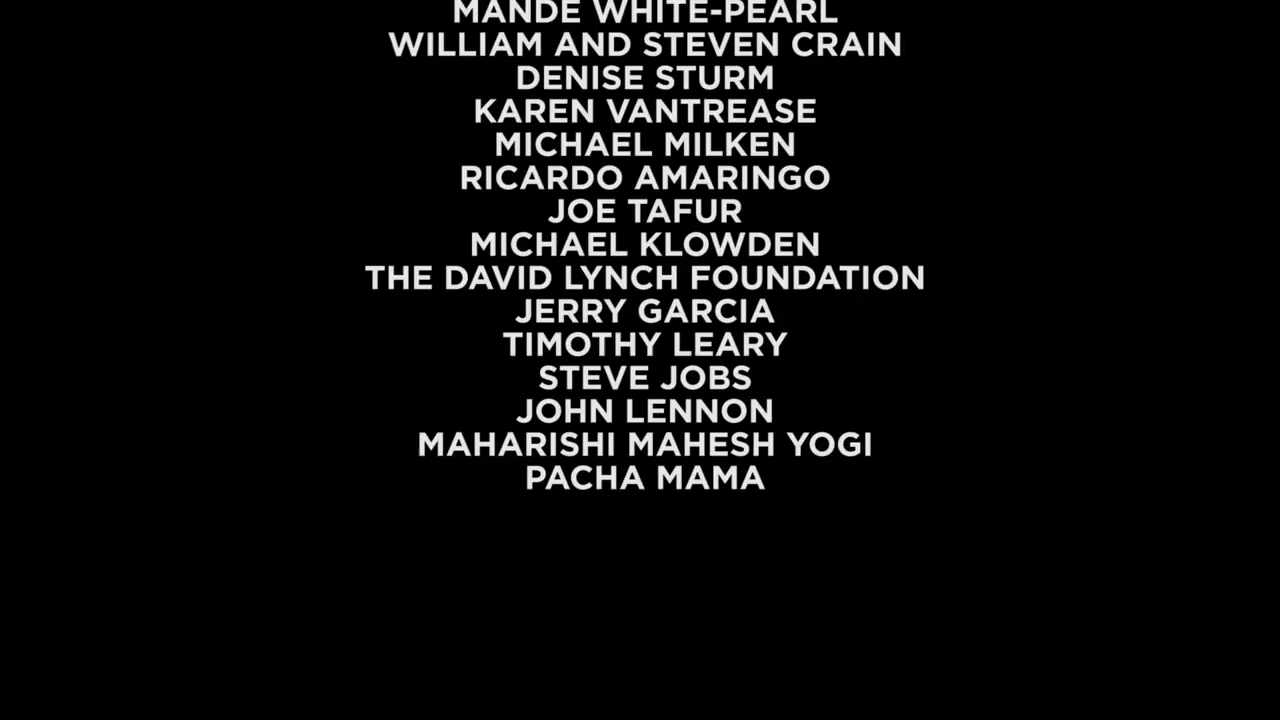 MANDE WHITE-PEARL
WILLIAM AND STEVEN CRAIN
DENISE STURM
KAREN VANTREASE
MICHAEL MILKEN
RICARDO AMARINGO
JOE TAFUR
MICHAEL KLOWDEN
THE DAVID LYNCH FOUNDATION
JERRY GARCIA
TIMOTHY LEARY
STEVE JOBS
JOHN LENNON
MAHARISHI MAHESH YOGI
PACHA MAMA